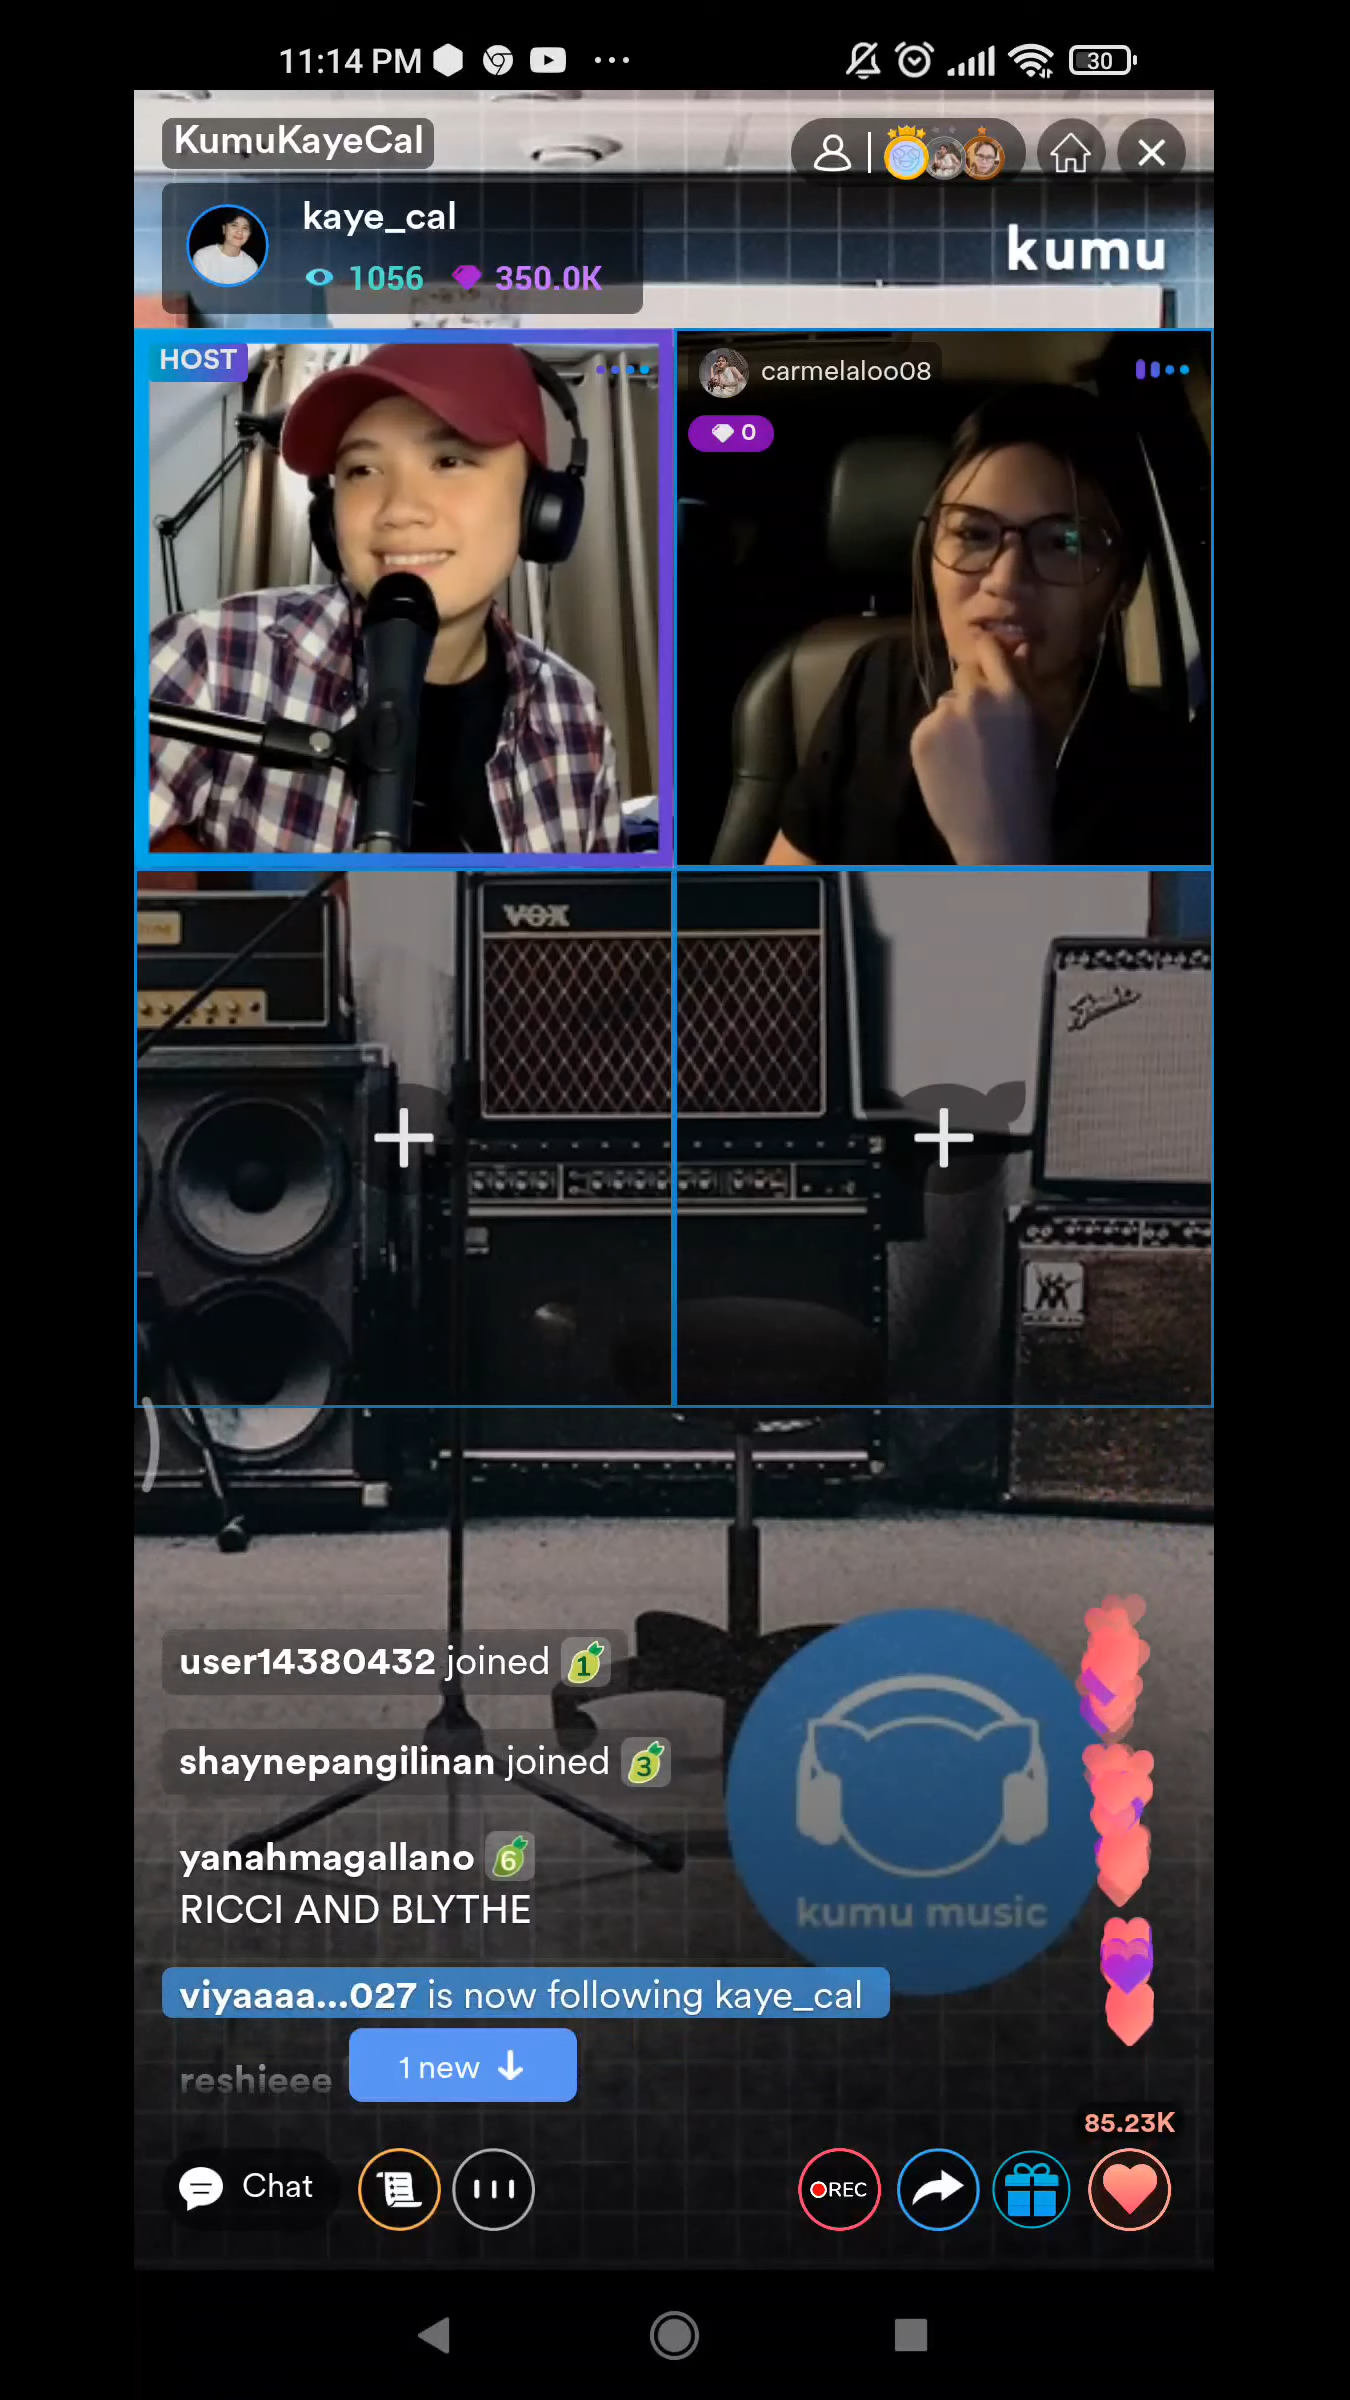 11:14 PM
30
KumuKayeCal
kaye_cal
1056
350.0K
kumu
HOST
carmelaloo08
0
VOX
Fender
user14380432 joined 1
shaynepangilinan joined 3
yanahmagallano 6
RICCI AND BLYTHE
kumu music
viyaaaa...027 is now following kaye_cal
reshieee
1 new
85.23K
Chat
REC